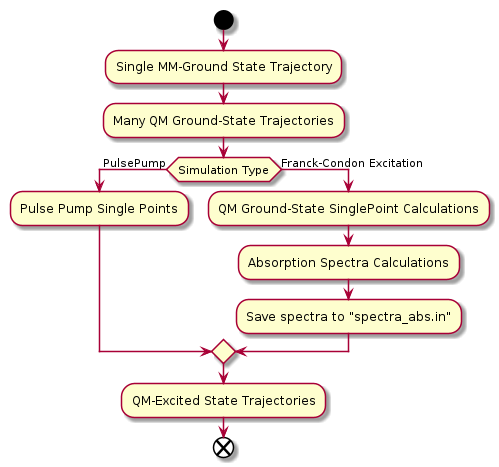 Single MM-Ground State Trajectory
Many QM Ground-State Trajectories
PulsePump
Simulation Type
Franck-Condon Excitation
Pulse Pump Single Points
QM Ground-State SinglePoint Calculations
Absorption Spectra Calculations
Save spectra to "spectra_abs.in"
QM-Excited State Trajectories